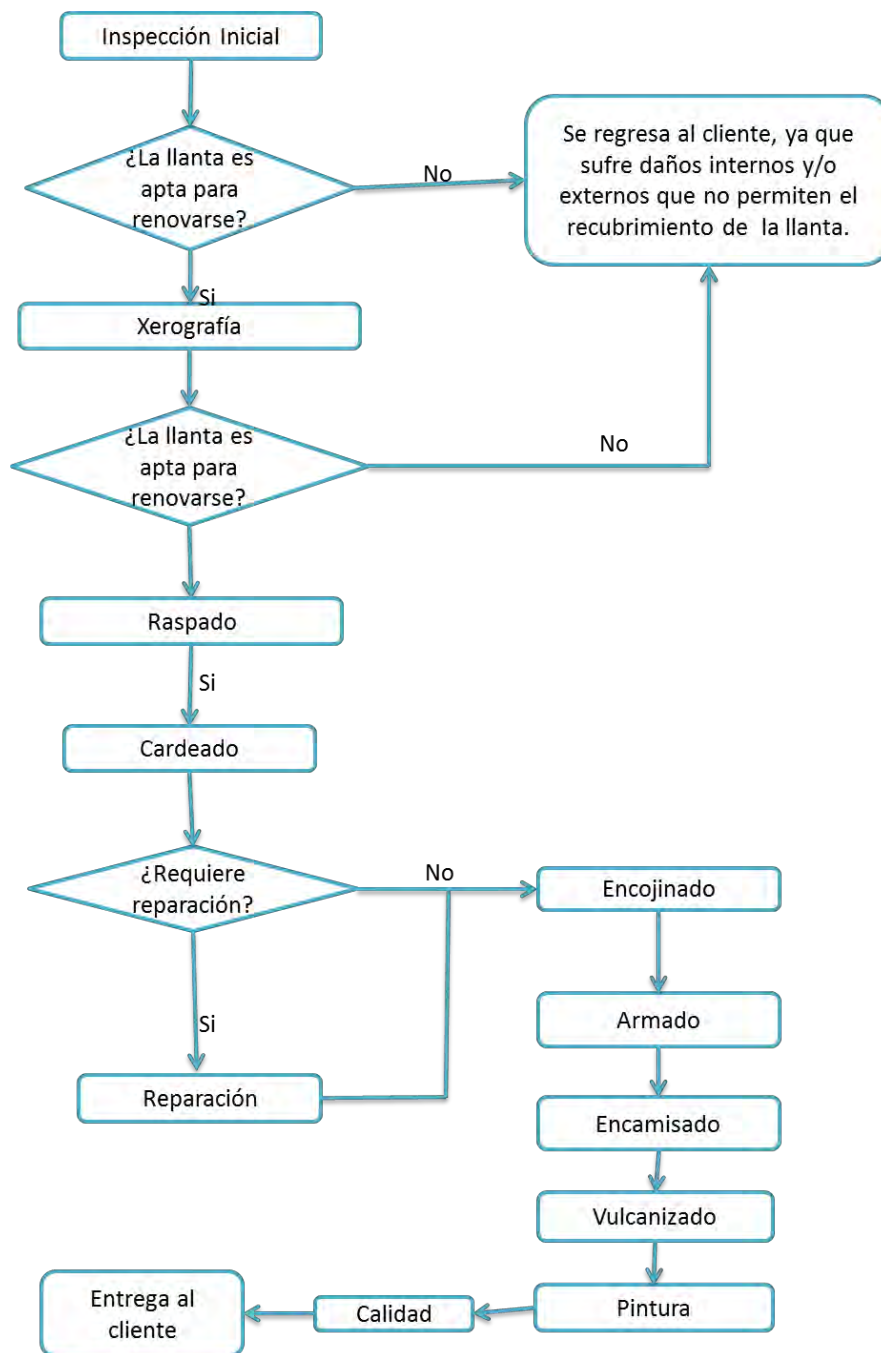 Inspección Inicial
¿La llanta es
apta para
renovarse?
No
Se regresa al cliente, ya que
sufre daños internos y/o
externos que no permiten el
recubrimiento de la llanta.
Si
Xerografía
¿La llanta es
apta para
renovarse?
No
Raspado
Si
Cardeado
¿Requiere
reparación?
No
Encojinado
Si
Armado
Reparación
Encamisado
Vulcanizado
Pintura
Calidad
Entrega al
cliente